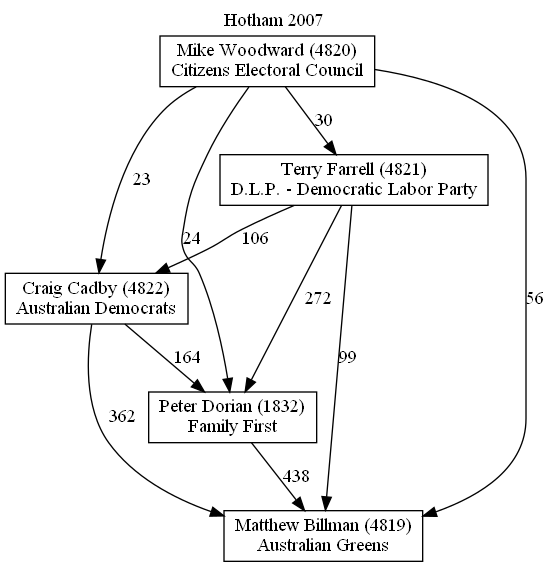 Hotham 2007
Mike Woodward (4820)
Citizens Electoral Council
30
Terry Farrell (4821)
D.L.P. - Democratic Labor Party
23
24
106
Craig Cadby (4822)
Australian Democrats
272
56
164
99
Peter Dorian (1832)
Family First
362
438
Matthew Billman (4819)
Australian Greens